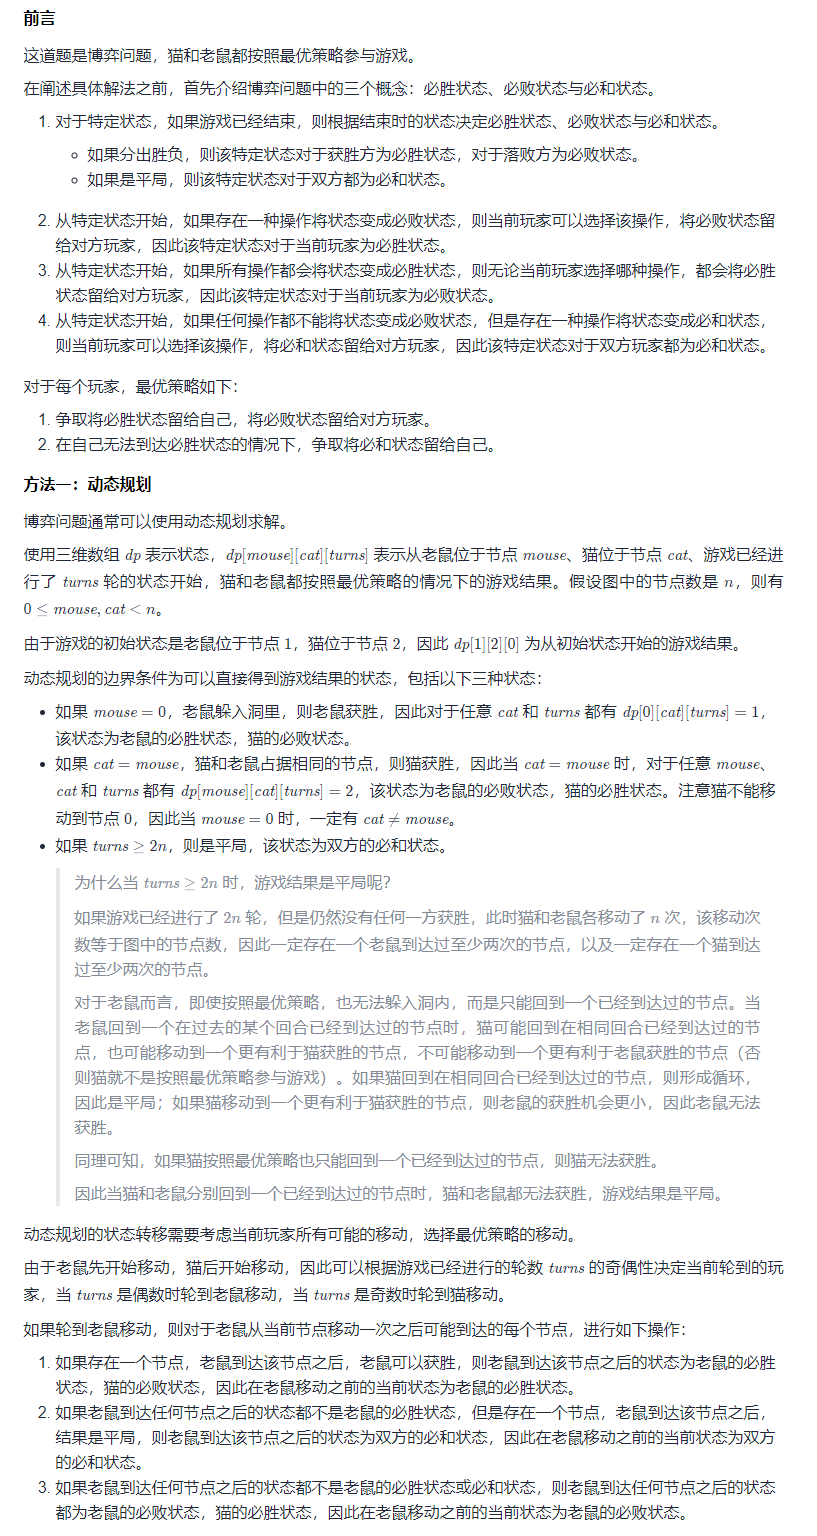 前言
这道题是博弈问题，猫和老鼠都按照最优策略参与游戏。
在阐述具体解法之前，首先介绍博弈问题中的三个概念：必胜状态、必败状态与必和状态。
1. 对于特定状态，如果游戏已经结束，则根据结束时的状态决定必胜状态、必败状态与必和状态。
○ 如果分出胜负，则该特定状态对于获胜方为必胜状态，对于落败方为必败状态。
○ 如果是平局，则该特定状态对于双方都为必和状态。
2. 从特定状态开始，如果存在一种操作将状态变成必败状态，则当前玩家可以选择该操作，将必败状态留
给对方玩家，因此该特定状态对于当前玩家为必胜状态。
3. 从特定状态开始，如果所有操作都会将状态变成必胜状态，则无论当前玩家选择哪种操作，都会将必胜
状态留给对方玩家，因此该特定状态对于当前玩家为必败状态。
4. 从特定状态开始，如果任何操作都不能将状态变成必败状态，但是存在一种操作将状态变成必和状态，
则当前玩家可以选择该操作，将必和状态留给对方玩家，因此该特定状态对于双方玩家都为必和状态。
对于每个玩家，最优策略如下：
1. 争取将必胜状态留给自己，将必败状态留给对方玩家。
2. 在自己无法到达必胜状态的情况下，争取将必和状态留给自己。
方法一：动态规划
博弈问题通常可以使用动态规划求解。
使用三维数组 dp 表示状态，dp[mouse][cat][turns] 表示从老鼠位于节点 mouse、猫位于节点 cat、游戏已经进
行了 turns 轮的状态开始，猫和老鼠都按照最优策略的情况下的游戏结果。假设图中的节点数是 n，则有
0 ≤ mouse, cat < n。
由于游戏的初始状态是老鼠位于节点 1，猫位于节点 2，因此 dp[1][2][0] 为从初始状态开始的游戏结果。
动态规划的边界条件为可以直接得到游戏结果的状态，包括以下三种状态：
• 如果 mouse = 0，老鼠躲入洞里，则老鼠获胜，因此对于任意 cat 和 turns 都有 dp[0][cat][turns] = 1，
该状态为老鼠的必胜状态，猫的必败状态。
• 如果 cat = mouse，猫和老鼠占据相同的节点，则猫获胜，因此当 cat = mouse 时，对于任意 mouse、
cat 和 turns 都有 dp[mouse][cat][turns] = 2，该状态为老鼠的必败状态，猫的必胜状态。注意猫不能移
动到节点 0，因此当 mouse = 0 时，一定有 cat ≠ mouse。
• 如果 turns ≥ 2n，则是平局，该状态为双方的必和状态。
为什么当 turns ≥ 2n 时，游戏结果是平局呢？
如果游戏已经进行了 2n 轮，但是仍然没有任何一方获胜，此时猫和老鼠各移动了 n 次，该移动次
数等于图中的节点数，因此一定存在一个老鼠到达过至少两次的节点，以及一定存在一个猫到达
过至少两次的节点。
对于老鼠而言，即使按照最优策略，也无法躲入洞内，而是只能回到一个已经到达过的节点。当
老鼠回到一个在过去的某个回合已经到达过的节点时，猫可能回到在相同回合已经到达过的节
点，也可能移动到一个更有利于猫获胜的节点，不可能移动到一个更有利于老鼠获胜的节点（否
则猫就不是按照最优策略参与游戏）。如果猫回到在相同回合已经到达过的节点，则形成循环，
因此是平局；如果猫移动到一个更有利于猫获胜的节点，则老鼠的获胜机会更小，因此老鼠无法
获胜。
同理可知，如果猫按照最优策略也只能回到一个已经到达过的节点，则猫无法获胜。
因此当猫和老鼠分别回到一个已经到达过的节点时，猫和老鼠都无法获胜，游戏结果是平局。
动态规划的状态转移需要考虑当前玩家所有可能的移动，选择最优策略的移动。
由于老鼠先开始移动，猫后开始移动，因此可以根据游戏已经进行的轮数 turns 的奇偶性决定当前轮到的玩
家，当 turns 是偶数时轮到老鼠移动，当 turns 是奇数时轮到猫移动。
如果轮到老鼠移动，则对于老鼠从当前节点移动一次之后可能到达的每个节点，进行如下操作：
1. 如果存在一个节点，老鼠到达该节点之后，老鼠可以获胜，则老鼠到达该节点之后的状态为老鼠的必胜
状态，猫的必败状态，因此在老鼠移动之前的当前状态为老鼠的必胜状态。
2. 如果老鼠到达任何节点之后的状态都不是老鼠的必胜状态，但是存在一个节点，老鼠到达该节点之后，
结果是平局，则老鼠到达该节点之后的状态为双方的必和状态，因此在老鼠移动之前的当前状态为双方
的必和状态。
3. 如果老鼠到达任何节点之后的状态都不是老鼠的必胜状态或必和状态，则老鼠到达任何节点之后的状态
都为老鼠的必败状态，猫的必胜状态，因此在老鼠移动之前的当前状态为老鼠的必败状态。